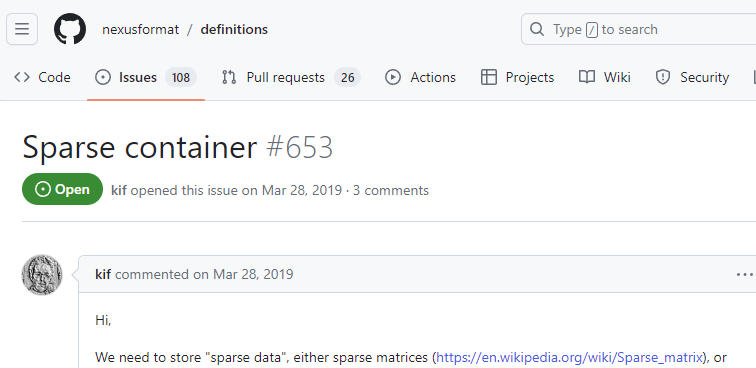 nexusformat / definitions
Type / to search
Code
Issues 108
Pull requests 26
Actions
Projects
Wiki
Security
Sparse container #653
Open
kif opened this issue on Mar 28, 2019 · 3 comments
kif commented on Mar 28, 2019
Hi,
We need to store "sparse data", either sparse matrices (https://en.wikipedia.org/wiki/Sparse_matrix), or